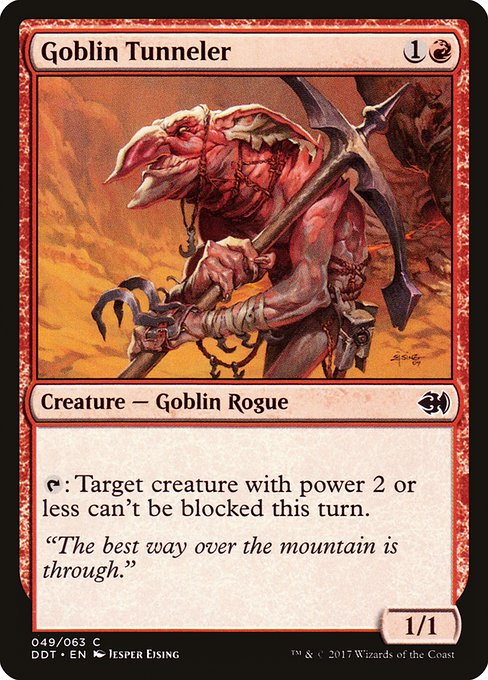 Goblin Tunneler 1
Creature — Goblin Rogue
: Target creature with power 2 or
less can't be blocked this turn.
“The best way over the mountain is
through.”
1/1
049/063 C
DDT • EN Jesper Eising
™ & © 2017 Wizards of the Coast